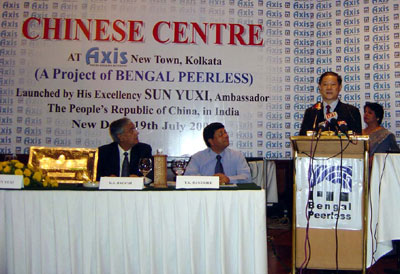 CHINESE CENTRE
AT Axis New Town, Kolkata
(A Project of BENGAL PEERLESS)
Launched by His Excellency SUN YUXI, Ambassador
The People's Republic of China, in India
New 19th July
Bengal
Peerless